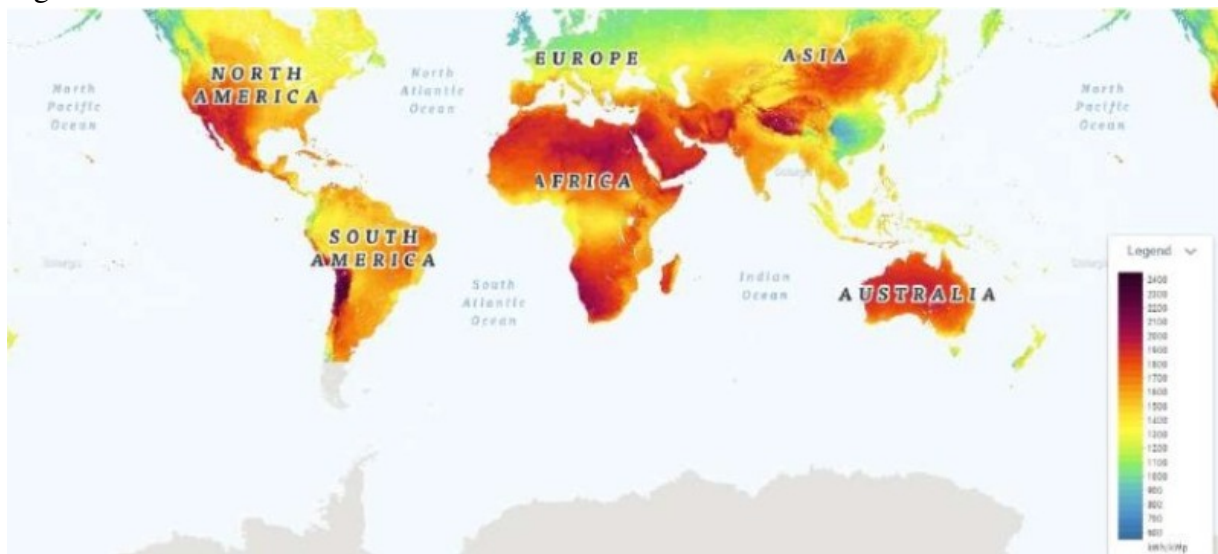 EUROPE
ASIA
NORTH
AMERICA
North
Pacific
Ocean
North
Atlantic
Ocean
North
Pacific
Ocean
AFRICA
SOUTH
AMERICA
South
Atlantic
Ocean
Indian
Ocean
AUSTRALIA
Legend
2400
2300
2200
2100
2000
1900
1800
1700
1600
1500
1400
1300
1200
1100
1000
900
800
700
600
kWh/kWp